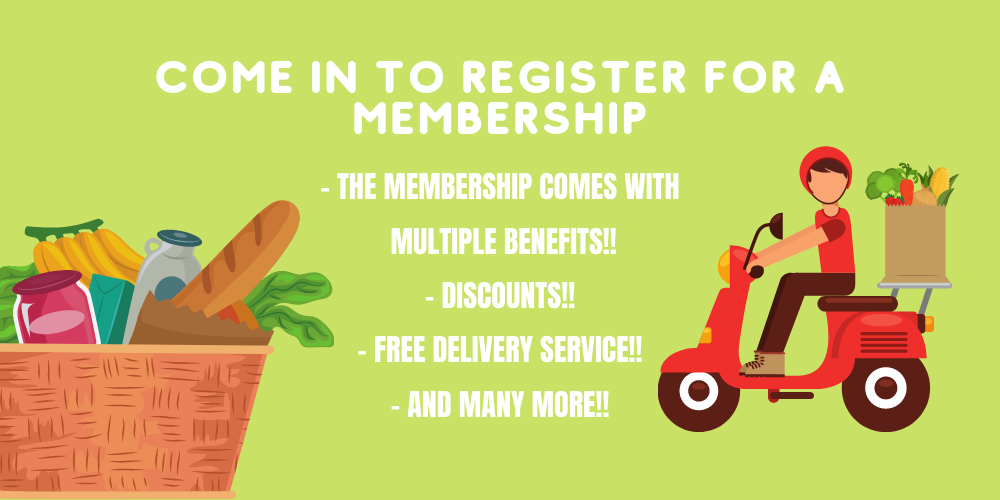 COME IN TO REGISTER FOR A
MEMBERSHIP
- THE MEMBERSHIP COMES WITH
MULTIPLE BENEFITS!!
- DISCOUNTS!!
- FREE DELIVERY SERVICE!!
- AND MANY MORE!!